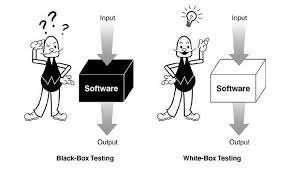 ? ? ?
Input
Software
Output
Black-Box Testing
Input
Software
Output
White-Box Testing